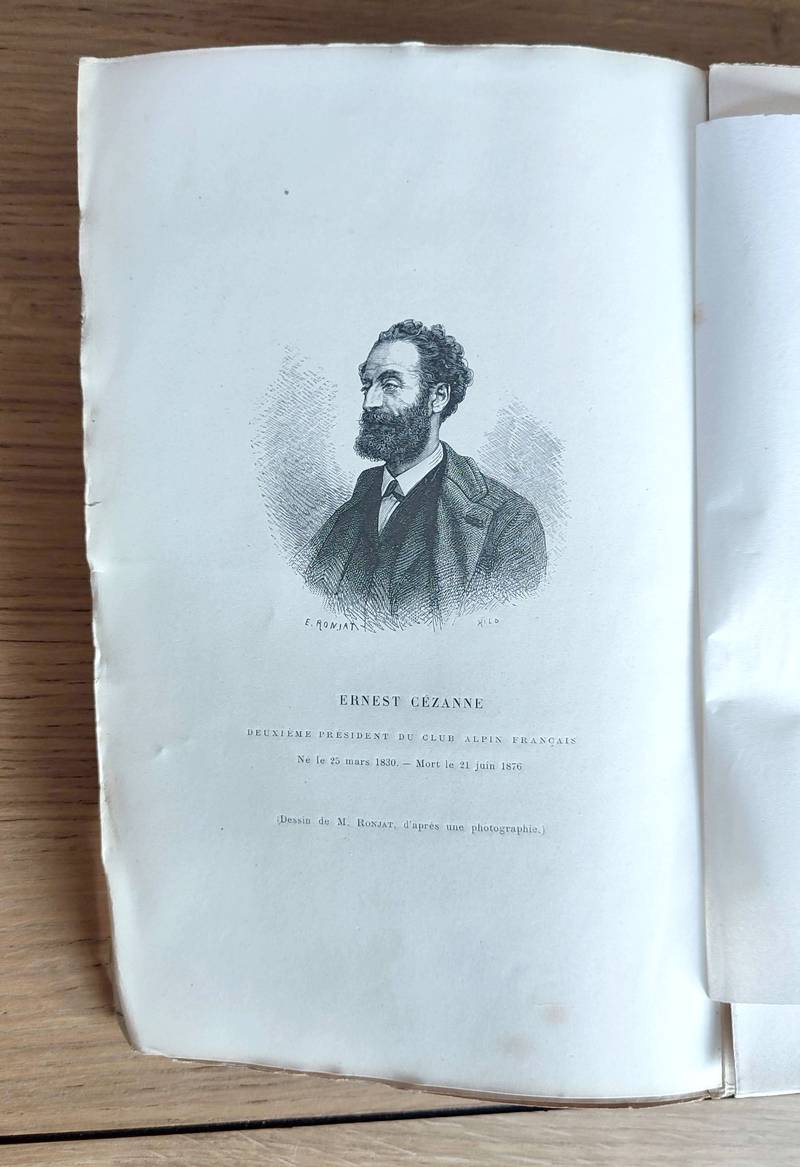 E. RONJAT
HILD
ERNEST CÉZANNE
DEUXIÈME PRÉSIDENT DU CLUB ALPIN FRANÇAIS
Né le 25 mars 1830. — Mort le 21 juin 1876
(Dessin de M. RONJAT, d'après une photographie.)